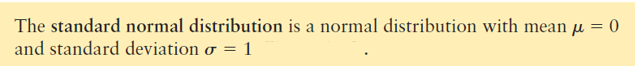 The standard normal distribution is a normal distribution with mean μ = 0
and standard deviation σ = 1 .